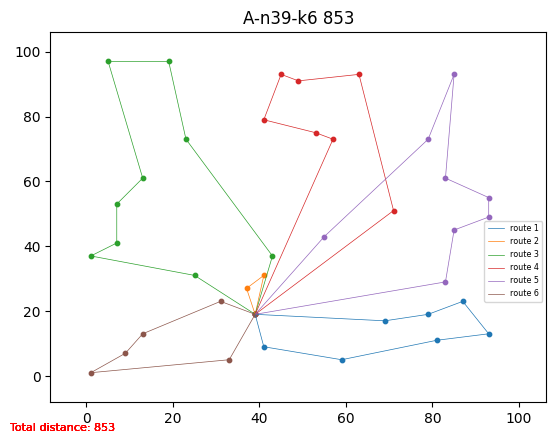 A-n39-k6 853
100
80
60
40
20
0
route 1
route 2
route 3
route 4
route 5
route 6
0 20 40 60 80 100
Total distance: 853